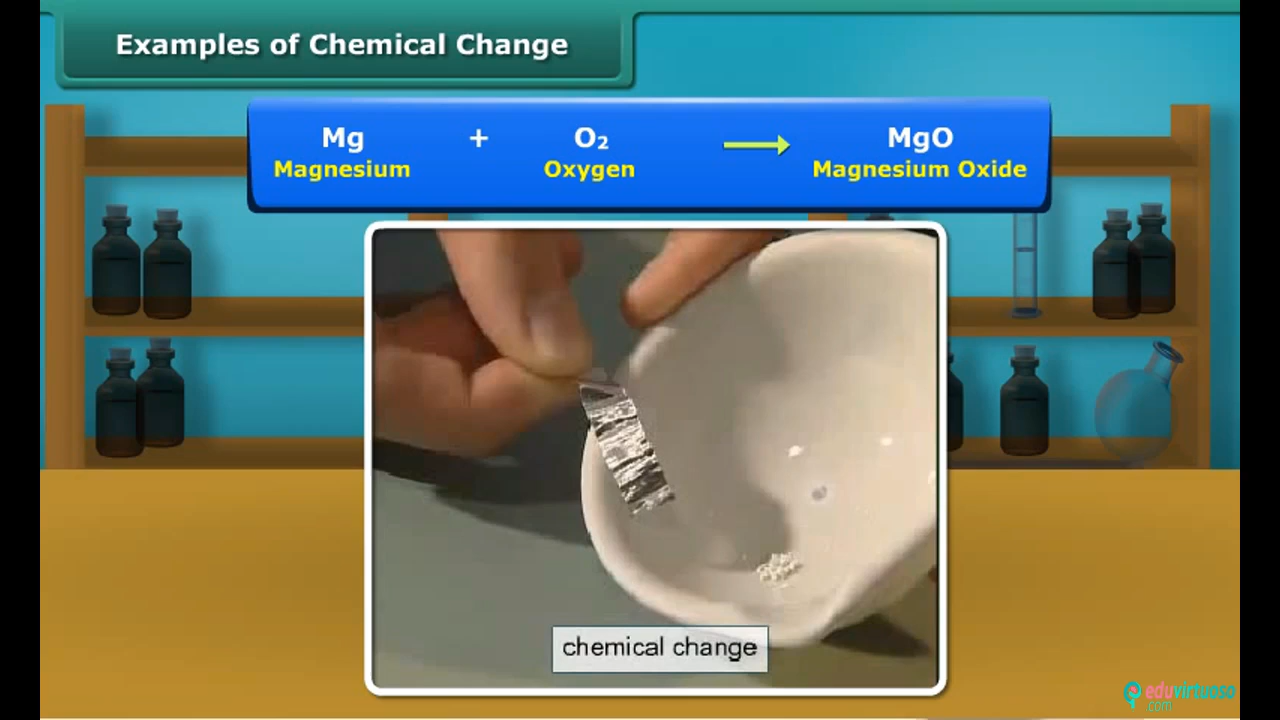 Examples of Chemical Change
Mg + O₂ → MgO
Magnesium Oxygen Magnesium Oxide
chemical change
eduvirtuoso
.com